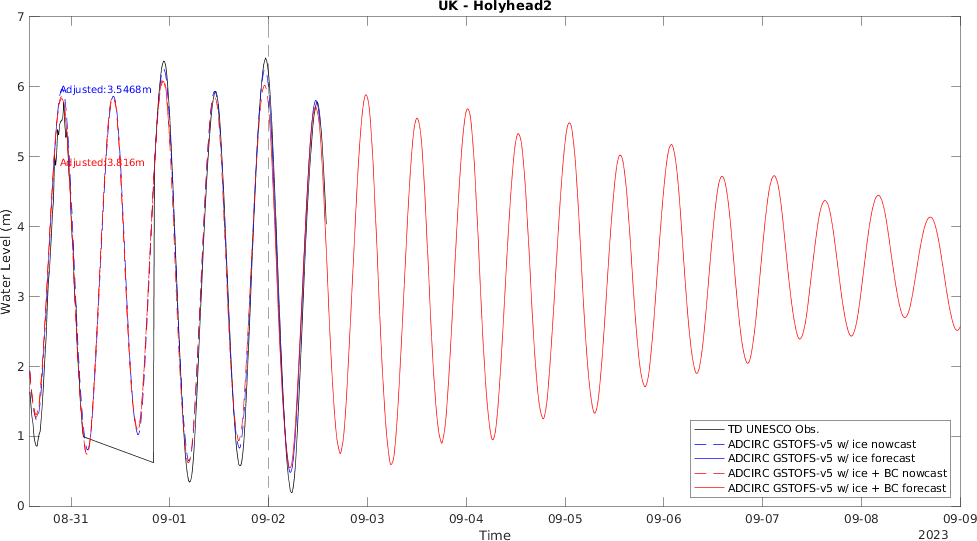 UK - Holyhead2
7
6
5
4
3
2
1
0
Water Level (m)
Adjusted:3.5468m
Adjusted:3.816m
TD UNESCO Obs.
ADCIRC GSTOFS-v5 w/ ice nowcast
ADCIRC GSTOFS-v5 w/ ice forecast
ADCIRC GSTOFS-v5 w/ ice + BC nowcast
ADCIRC GSTOFS-v5 w/ ice + BC forecast
08-31 09-01 09-02 09-03 09-04 09-05 09-06 09-07 09-08 09-09
Time
2023